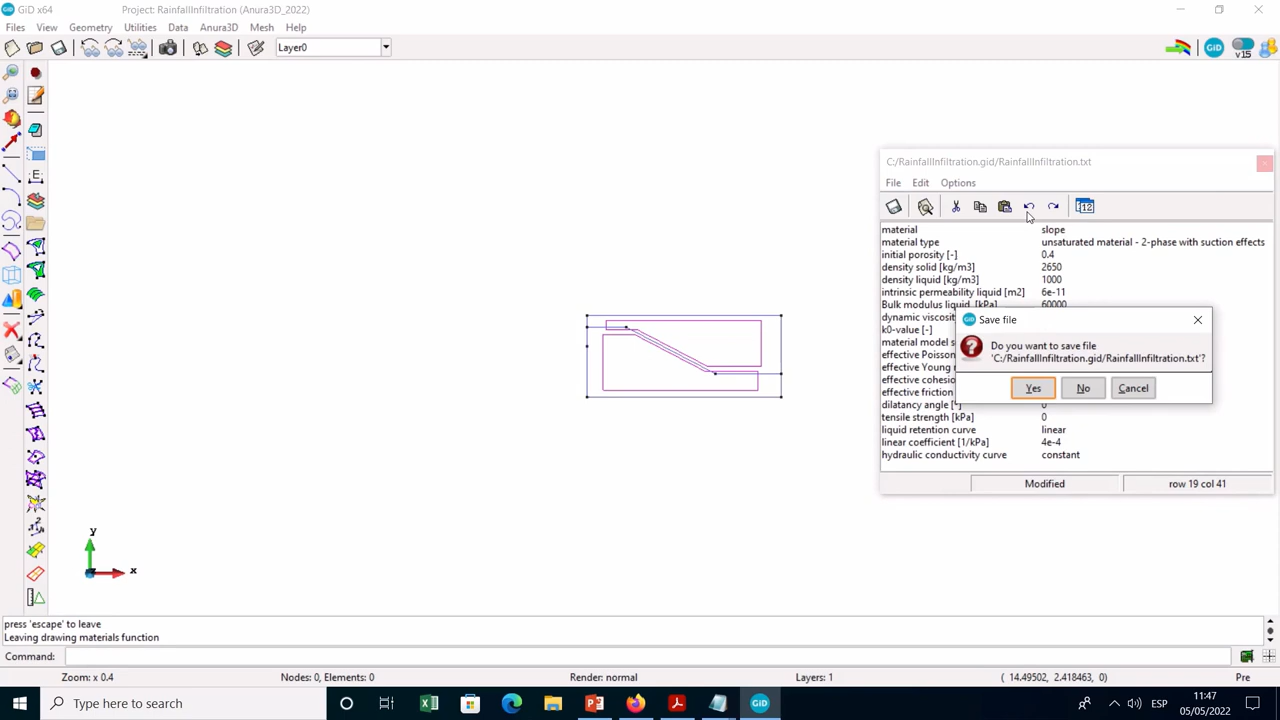 GiD x64
Project: RainfallInfiltration (Anura3D_2022)
Files View Geometry Utilities Data Anura3D Mesh Help
Layer0
GiD
v15
C:/RainfallInfiltration.gid/RainfallInfiltration.txt
File Edit Options
12
material slope
material type unsaturated material - 2-phase with suction effects
initial porosity [-] 0.4
density solid [kg/m3] 2650
density liquid [kg/m3] 1000
intrinsic permeability liquid [m2] 6e-11
Bulk modulus liquid [kPa] 60000
dynamic viscosi
k0-value [-]
material model s
effective Poisson
effective Young
effective cohesio
effective friction
dilatancy angle [°] 0
tensile strength [kPa] 0
liquid retention curve linear
linear coefficient [1/kPa] 4e-4
hydraulic conductivity curve constant
Save file
Do you want to save file
'C:/RainfallInfiltration.gid/RainfallInfiltration.txt'?
Yes No Cancel
Modified row 19 col 41
E
y
x
press 'escape' to leave
Leaving drawing materials function
Command:
Zoom: x 0.4 Nodes: 0, Elements: 0 Render: normal Layers: 1 ( 14.49502, 2.418463, 0) Pre
Type here to search
ESP
11:47
05/05/2022